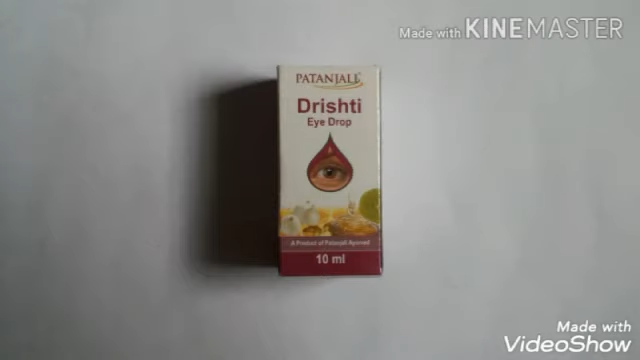 Made with KINEMASTER
PATANJALI
Drishti
Eye Drop
A Product of Patanjali Ayurved
10 ml
Made with
VideoShow